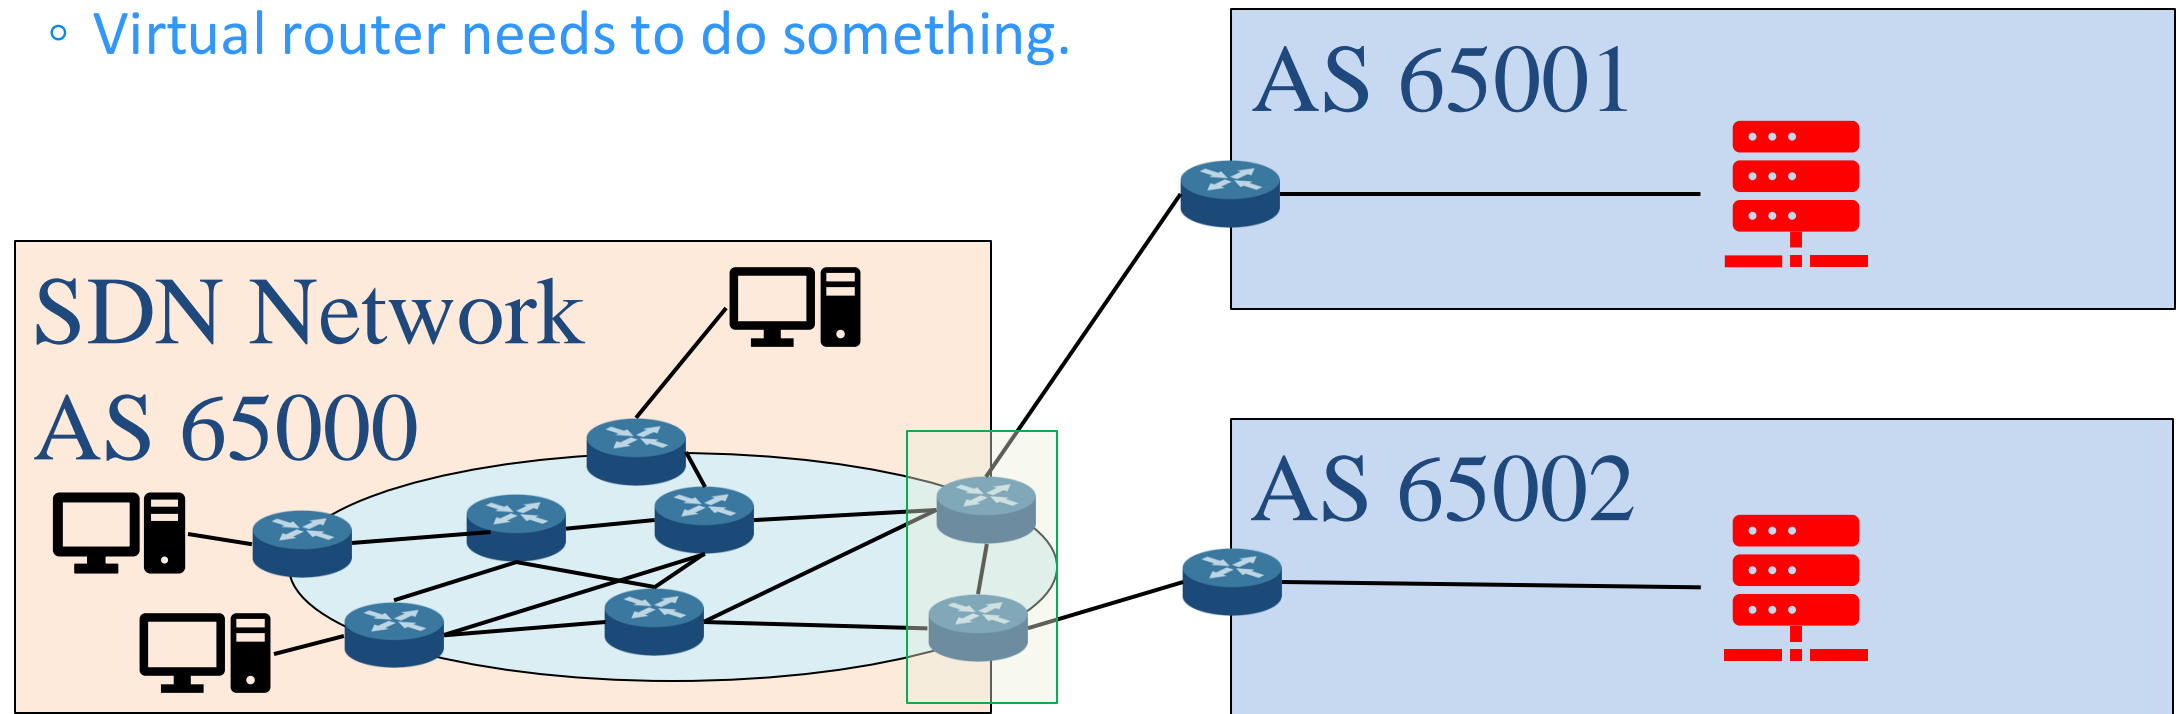 ◦ Virtual router needs to do something.
AS 65001
SDN Network
AS 65000
AS 65002